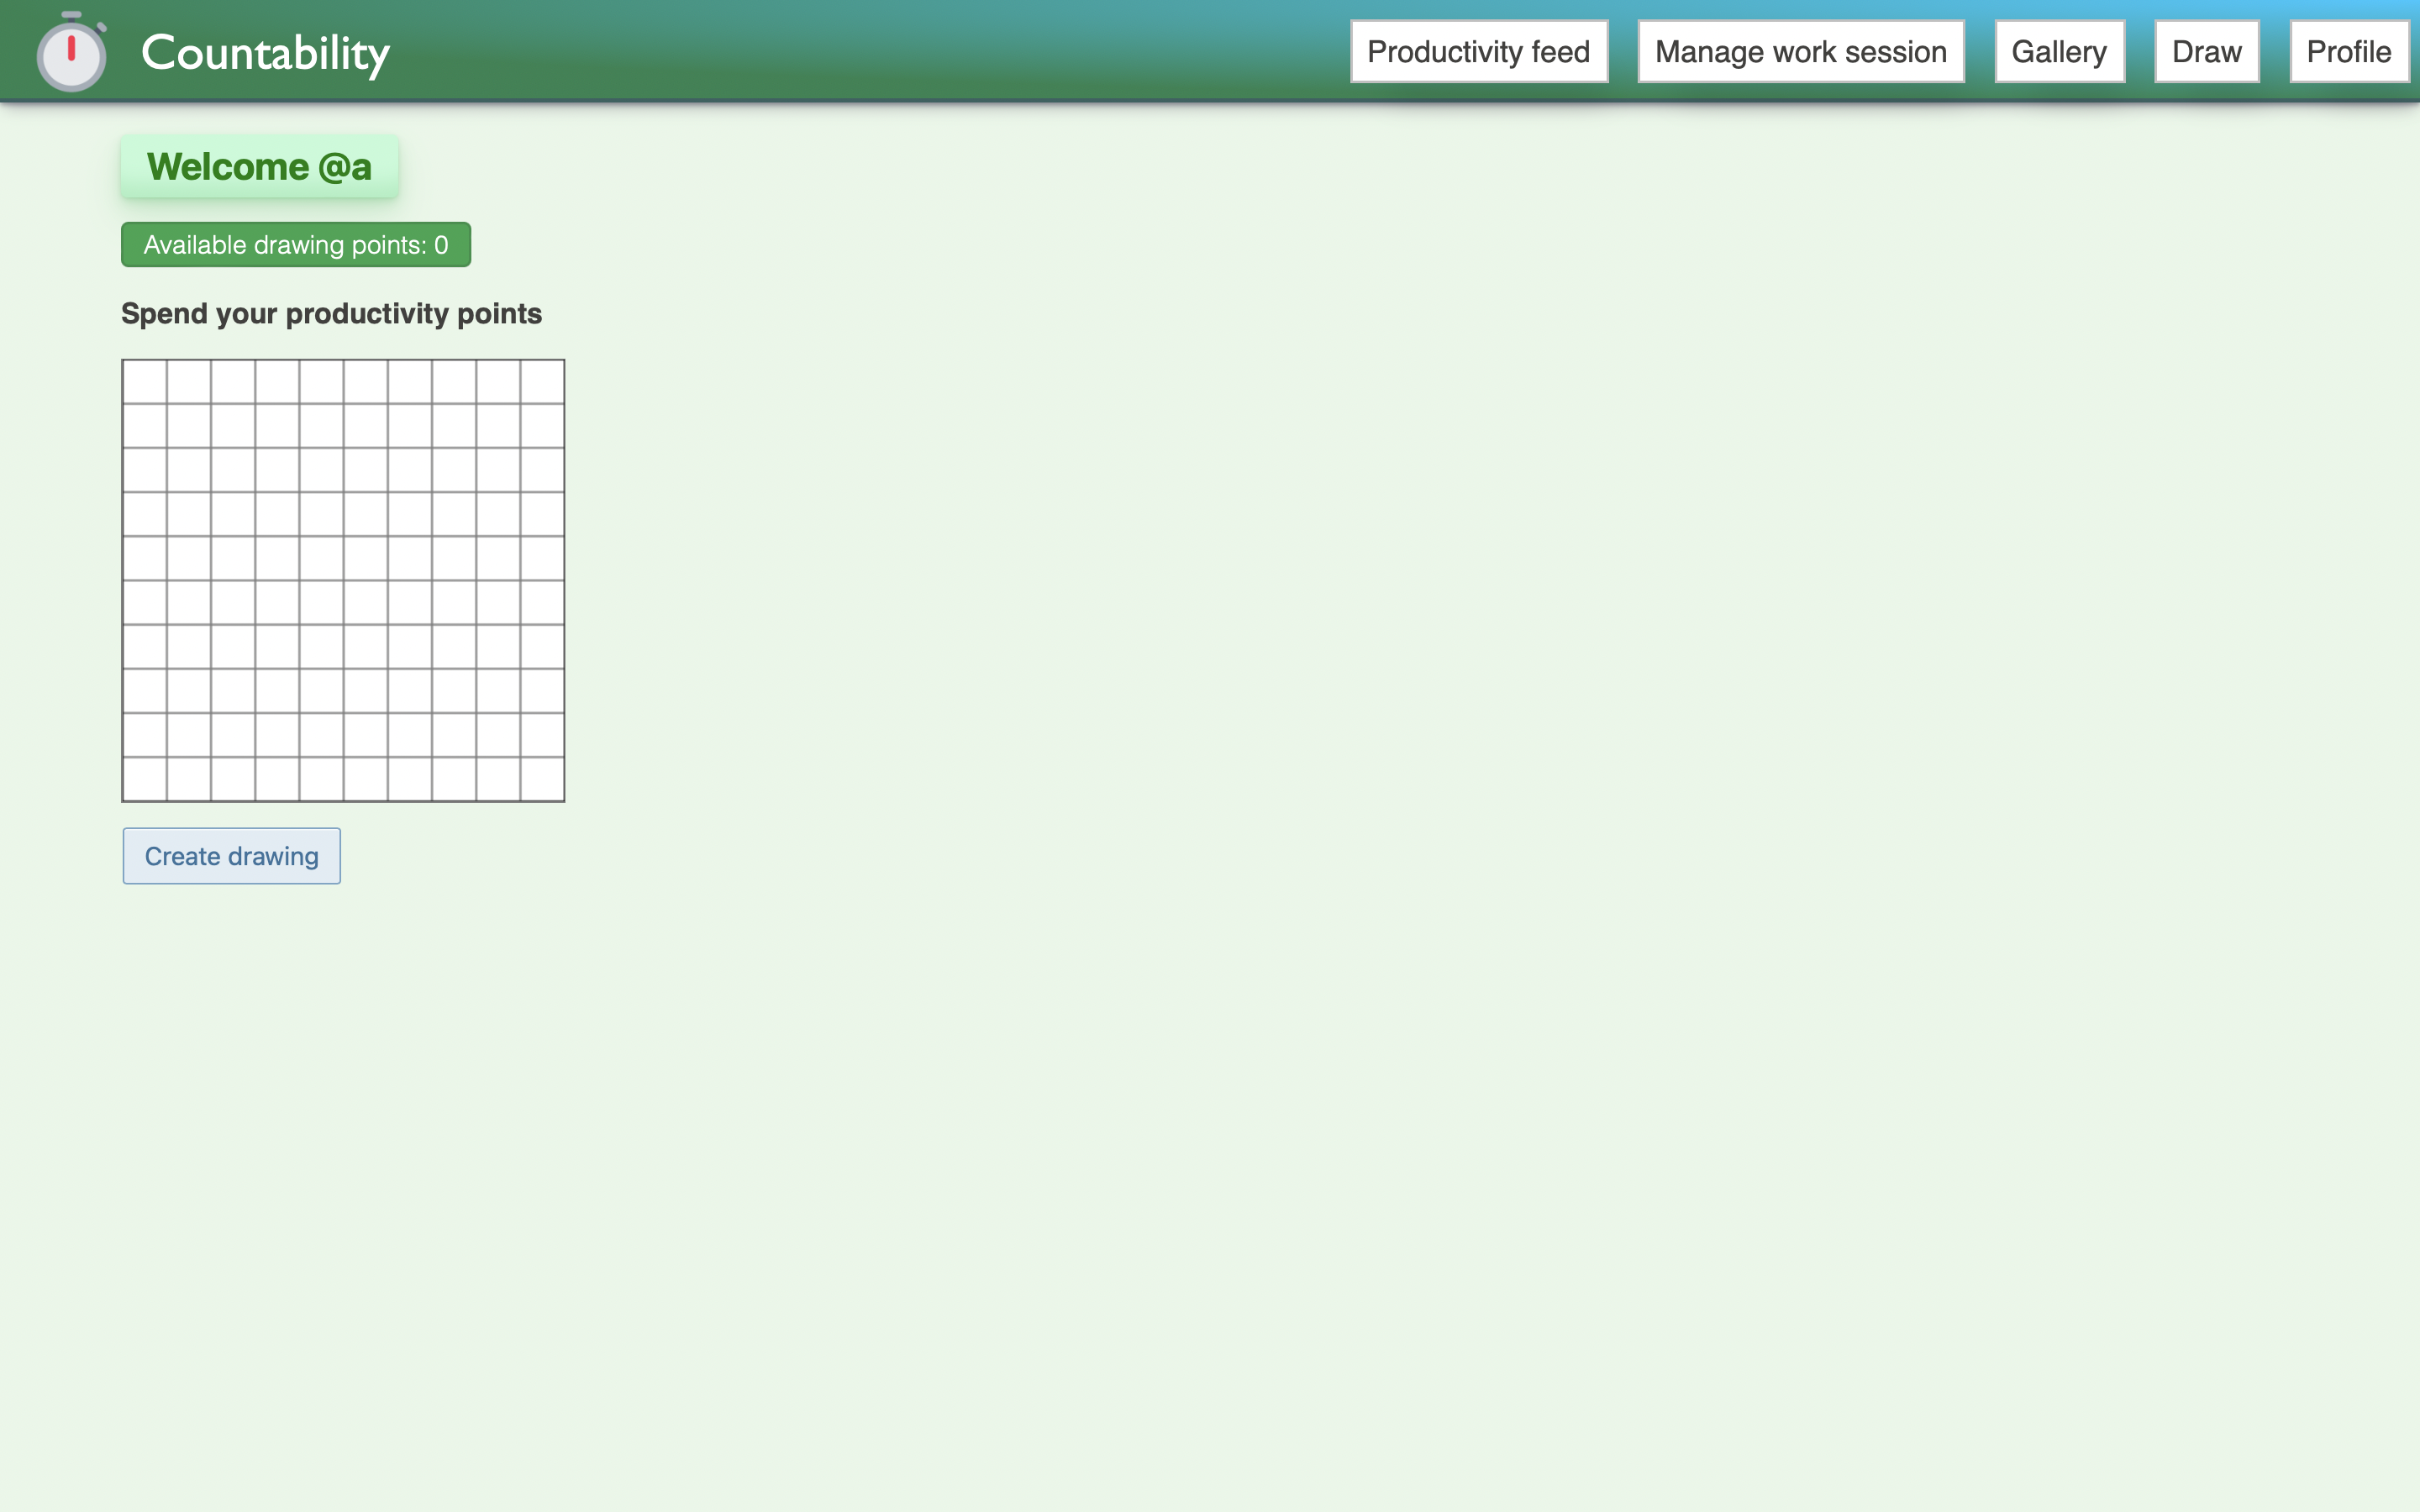 Countability
Productivity feed
Manage work session
Gallery
Draw
Profile
Welcome @a
Available drawing points: 0
Spend your productivity points
Create drawing